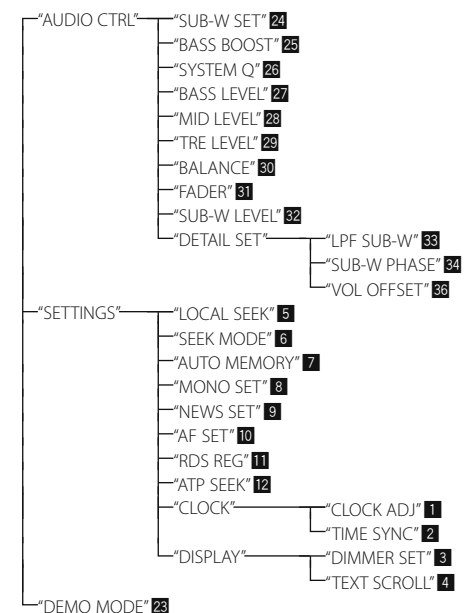 “AUDIO CTRL” “SUB-W SET” 24
“BASS BOOST” 25
“SYSTEM Q” 26
“BASS LEVEL” 27
“MID LEVEL” 28
“TRE LEVEL” 29
“BALANCE” 30
“FADER” 31
“SUB-W LEVEL” 32
“DETAIL SET” “LPF SUB-W” 33
“SUB-W PHASE” 34
“VOL OFFSET” 36
“SETTINGS” “LOCAL SEEK” 5
“SEEK MODE” 6
“AUTO MEMORY” 7
“MONO SET” 8
“NEWS SET” 9
“AF SET” 10
“RDS REG” 11
“ATP SEEK” 12
“CLOCK” “CLOCK ADJ” 1
“TIME SYNC” 2
“DISPLAY” “DIMMER SET” 3
“TEXT SCROLL” 4
“DEMO MODE” 23